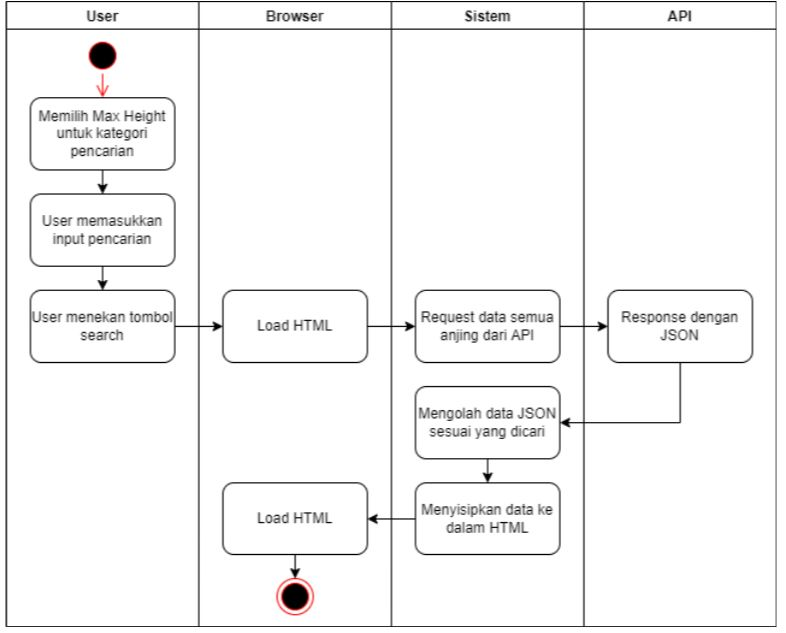 User
Browser
Sistem
API
Memilih Max Height
untuk kategori
pencarian
User memasukkan
input pencarian
User menekan tombol
search
Load HTML
Request data semua
anjing dari API
Response dengan
JSON
Mengolah data JSON
sesuai yang dicari
Menyisipkan data ke
dalam HTML
Load HTML